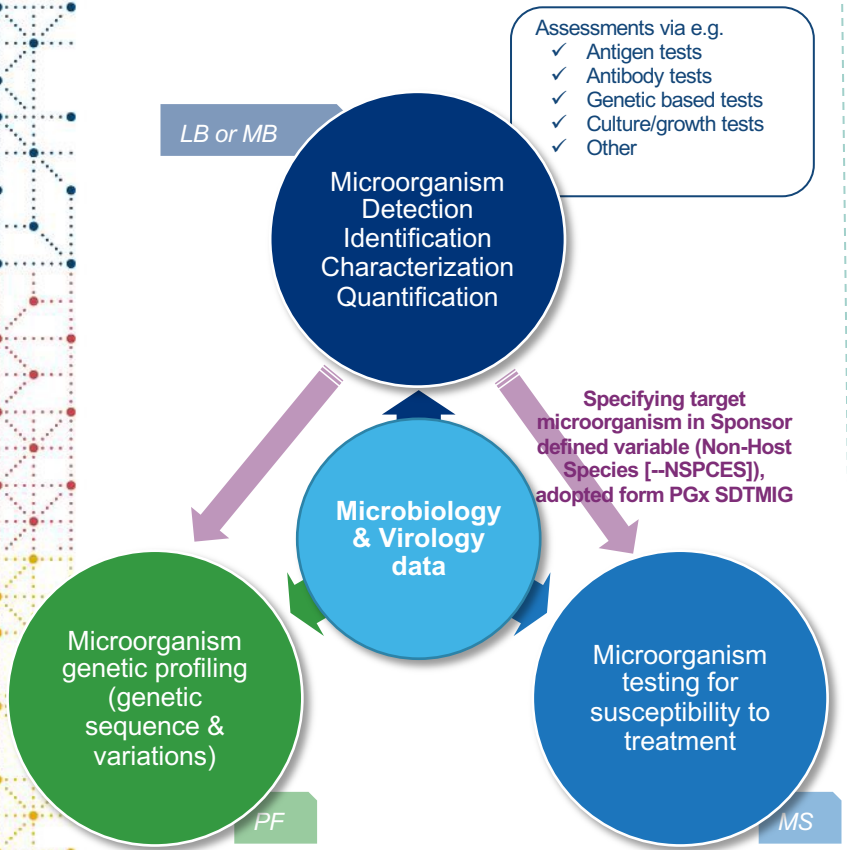 Assessments via e.g.
✓ Antigen tests
✓ Antibody tests
✓ Genetic based tests
✓ Culture/growth tests
✓ Other
LB or MB
Microorganism
Detection
Identification
Characterization
Quantification
Specifying target
microorganism in Sponsor
defined variable (Non-Host
Species [--NSPCES]),
adopted form PGx SDTMIG
Microbiology
& Virology
data
Microorganism
genetic profiling
(genetic
sequence &
variations)
PF
Microorganism
testing for
susceptibility to
treatment
MS